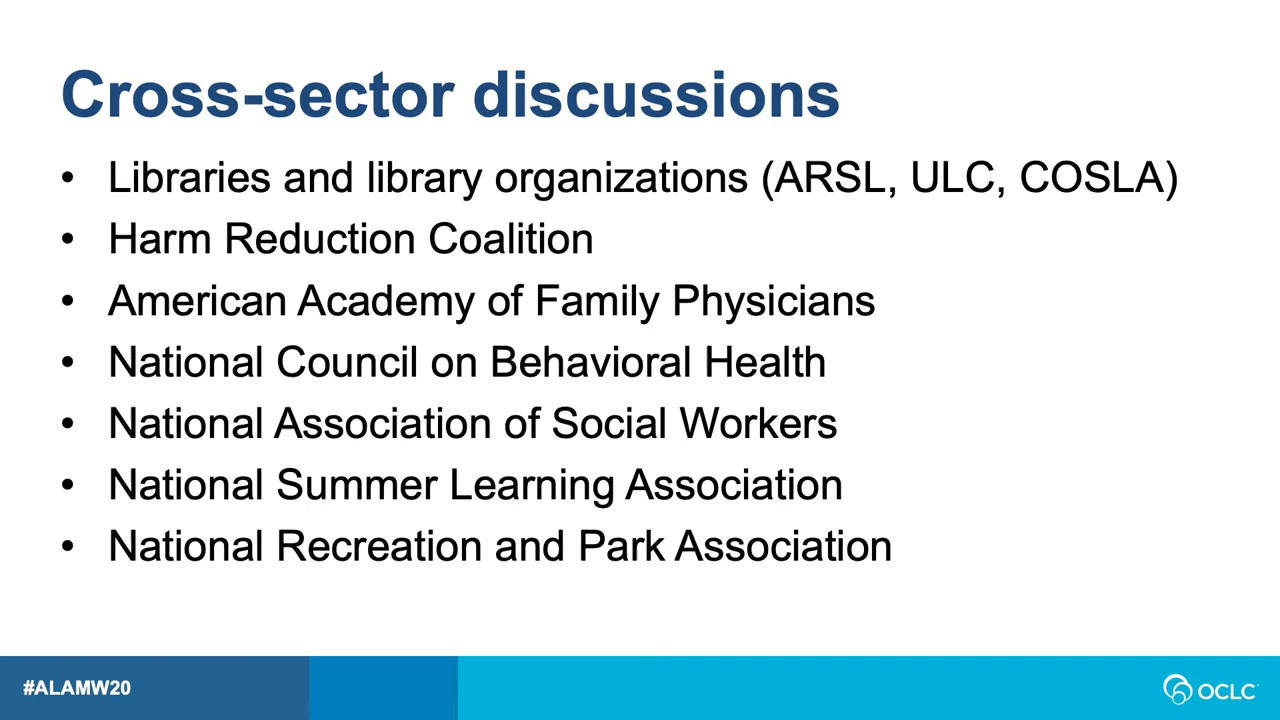 Cross-sector discussions
• Libraries and library organizations (ARSL, ULC, COSLA)
• Harm Reduction Coalition
• American Academy of Family Physicians
• National Council on Behavioral Health
• National Association of Social Workers
• National Summer Learning Association
• National Recreation and Park Association
#ALAMW20
OCLC